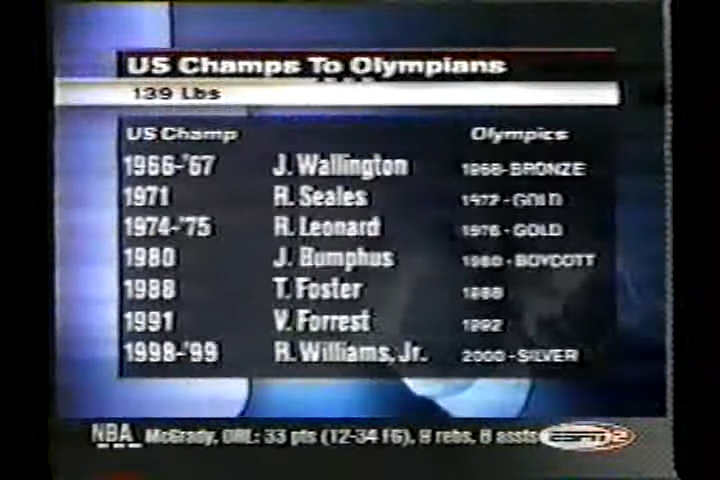 US Champs To Olympians
139 Lbs
US Champ Olympics
1966-'67 J. Wallington 1968- BRONZE
1971 R. Seales 1972 - GOLD
1974-'75 R. Leonard 1976 - GOLD
1980 J. Bumphus 1980 - BOYCOTT
1988 T. Foster 1988
1991 V. Forrest 1992
1998-'99 R. Williams, Jr. 2000 - SILVER
NBA McGrady, ORL: 33 pts (12-34 FG), 9 rebs, 8 assts ESPN2